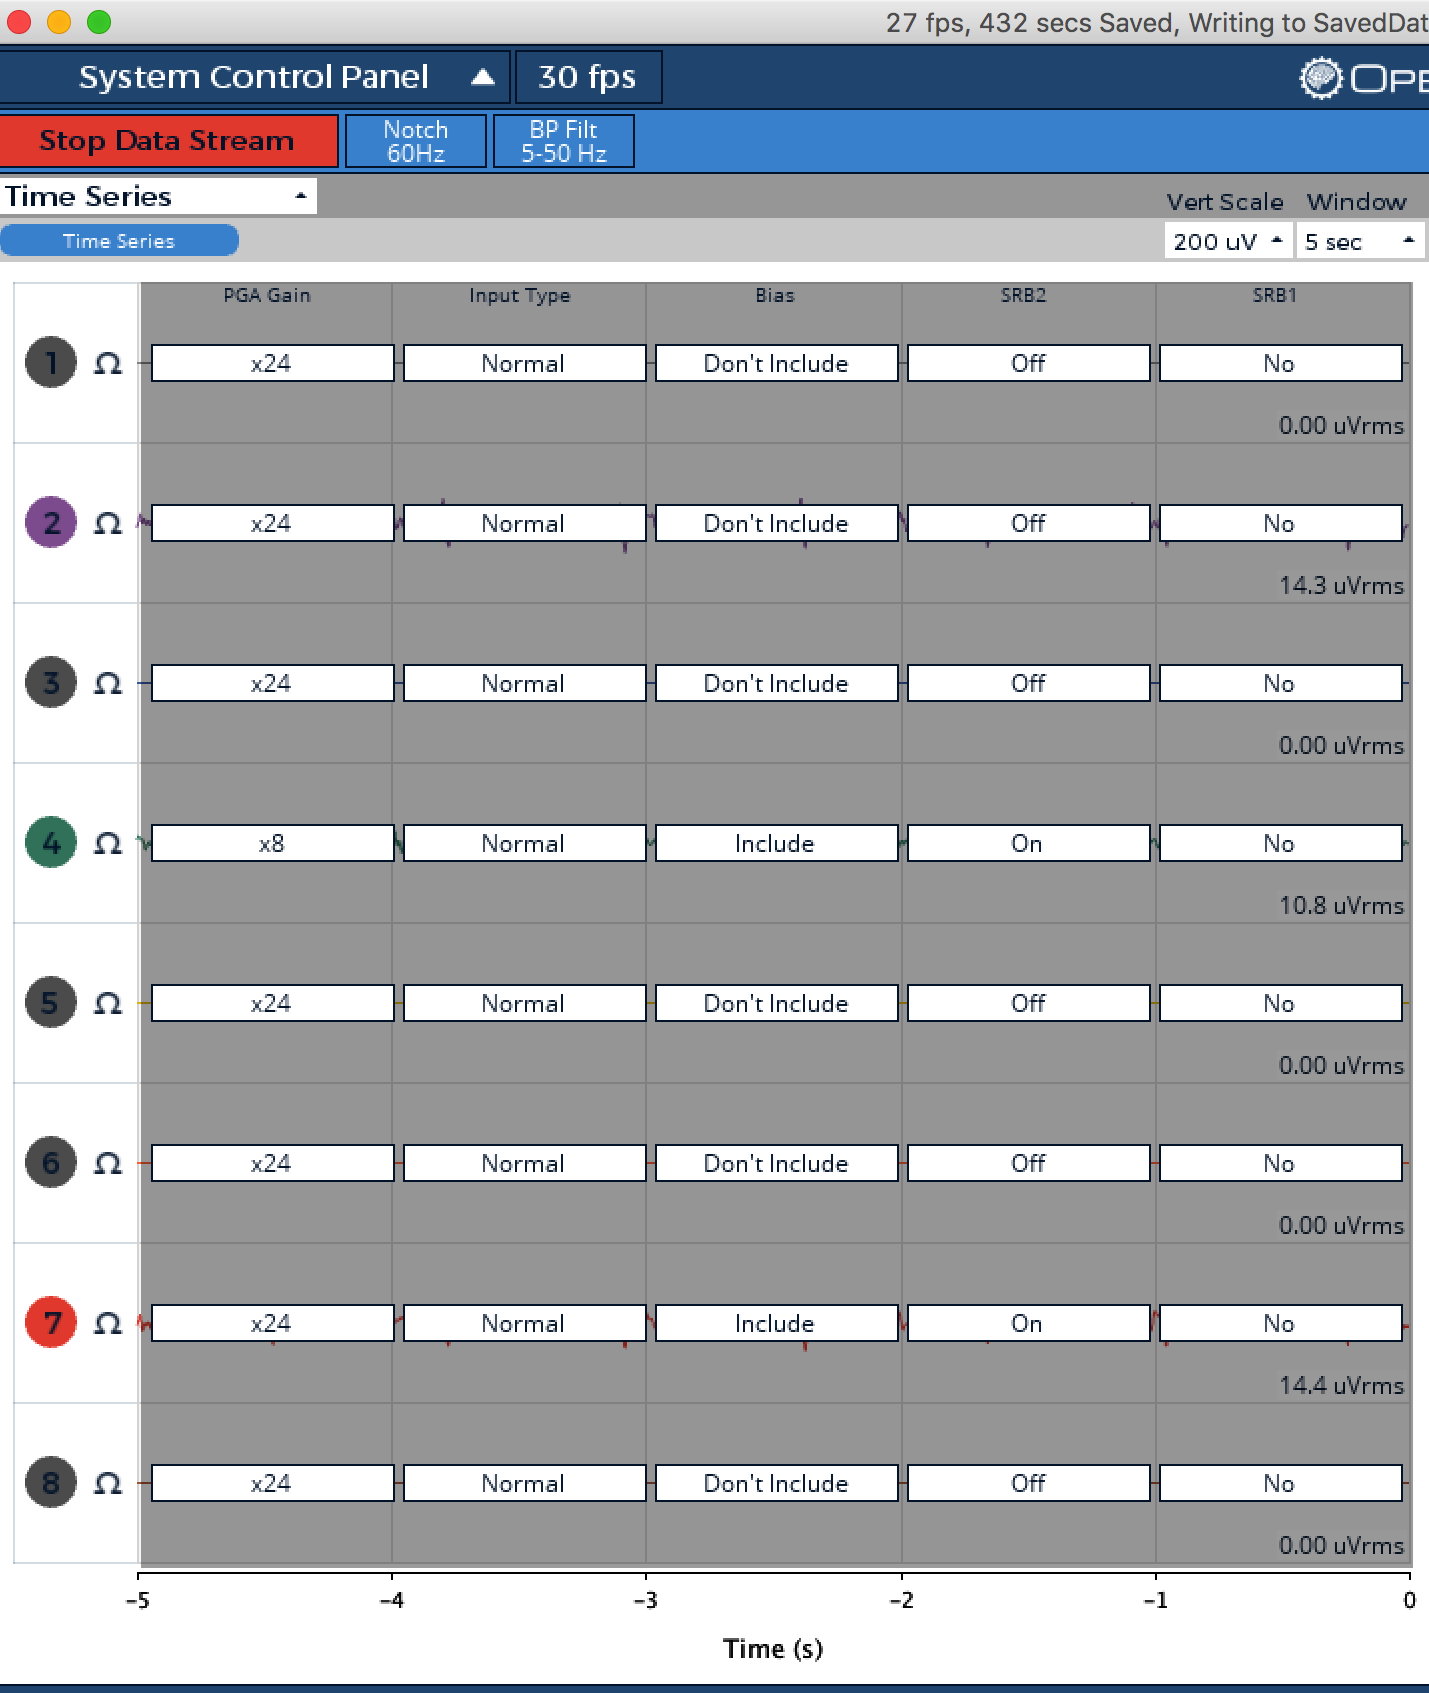 27 fps, 432 secs Saved, Writing to SavedDat
System Control Panel 30 fps OPE
Stop Data Stream Notch 60Hz BP Filt 5-50 Hz
Time Series Vert Scale Window
Time Series 200 uV 5 sec
PGA Gain Input Type Bias SRB2 SRB1
1 Ω x24 Normal Don't Include Off No
0.00 uVrms
2 Ω x24 Normal Don't Include Off No
14.3 uVrms
3 Ω x24 Normal Don't Include Off No
0.00 uVrms
4 Ω x8 Normal Include On No
10.8 uVrms
5 Ω x24 Normal Don't Include Off No
0.00 uVrms
6 Ω x24 Normal Don't Include Off No
0.00 uVrms
7 Ω x24 Normal Include On No
14.4 uVrms
8 Ω x24 Normal Don't Include Off No
0.00 uVrms
-5 -4 -3 -2 -1 0
Time (s)